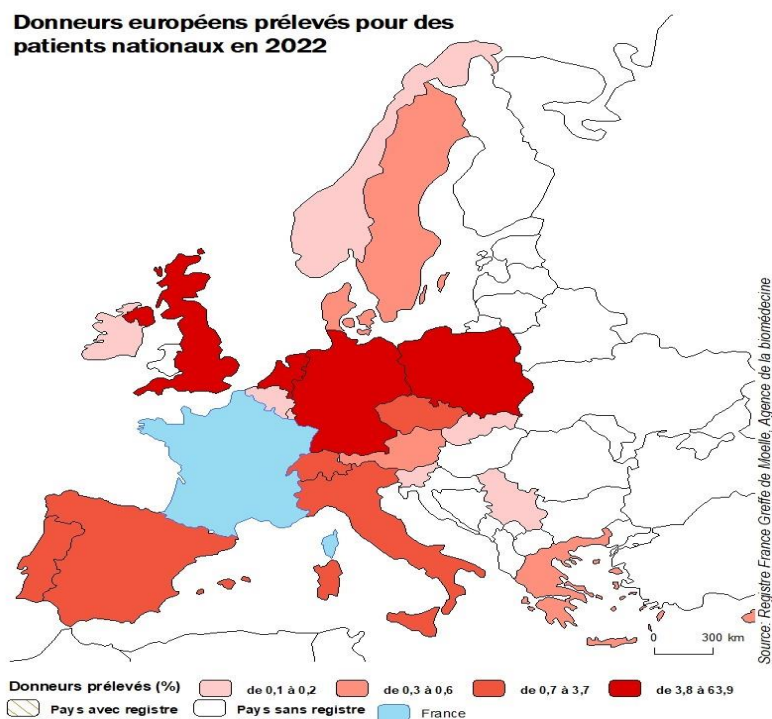 Donneurs européens prélevés pour des
patients nationaux en 2022
Source: Registre France Greffe de Moelle, Agence de la biomédecine
0 300 km
Donneurs prélevés (%) de 0,1 à 0,2 de 0,3 à 0,6 de 0,7 à 3,7 de 3,8 à 63,9
Pays avec registre Pays sans registre France